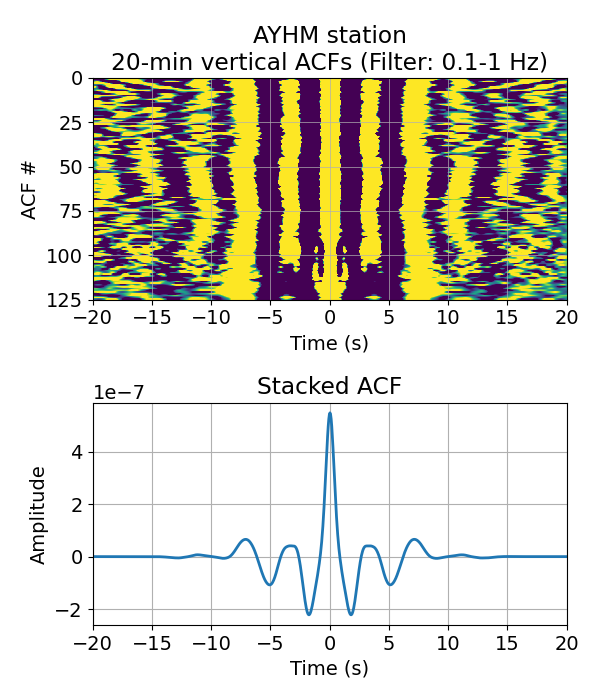 AYHM station
20-min vertical ACFs (Filter: 0.1-1 Hz)
0
25
50
75
100
125
ACF #
−20 −15 −10 −5 0 5 10 15 20
Time (s)
Stacked ACF
1e−7
4
2
0
−2
Amplitude
−20 −15 −10 −5 0 5 10 15 20
Time (s)